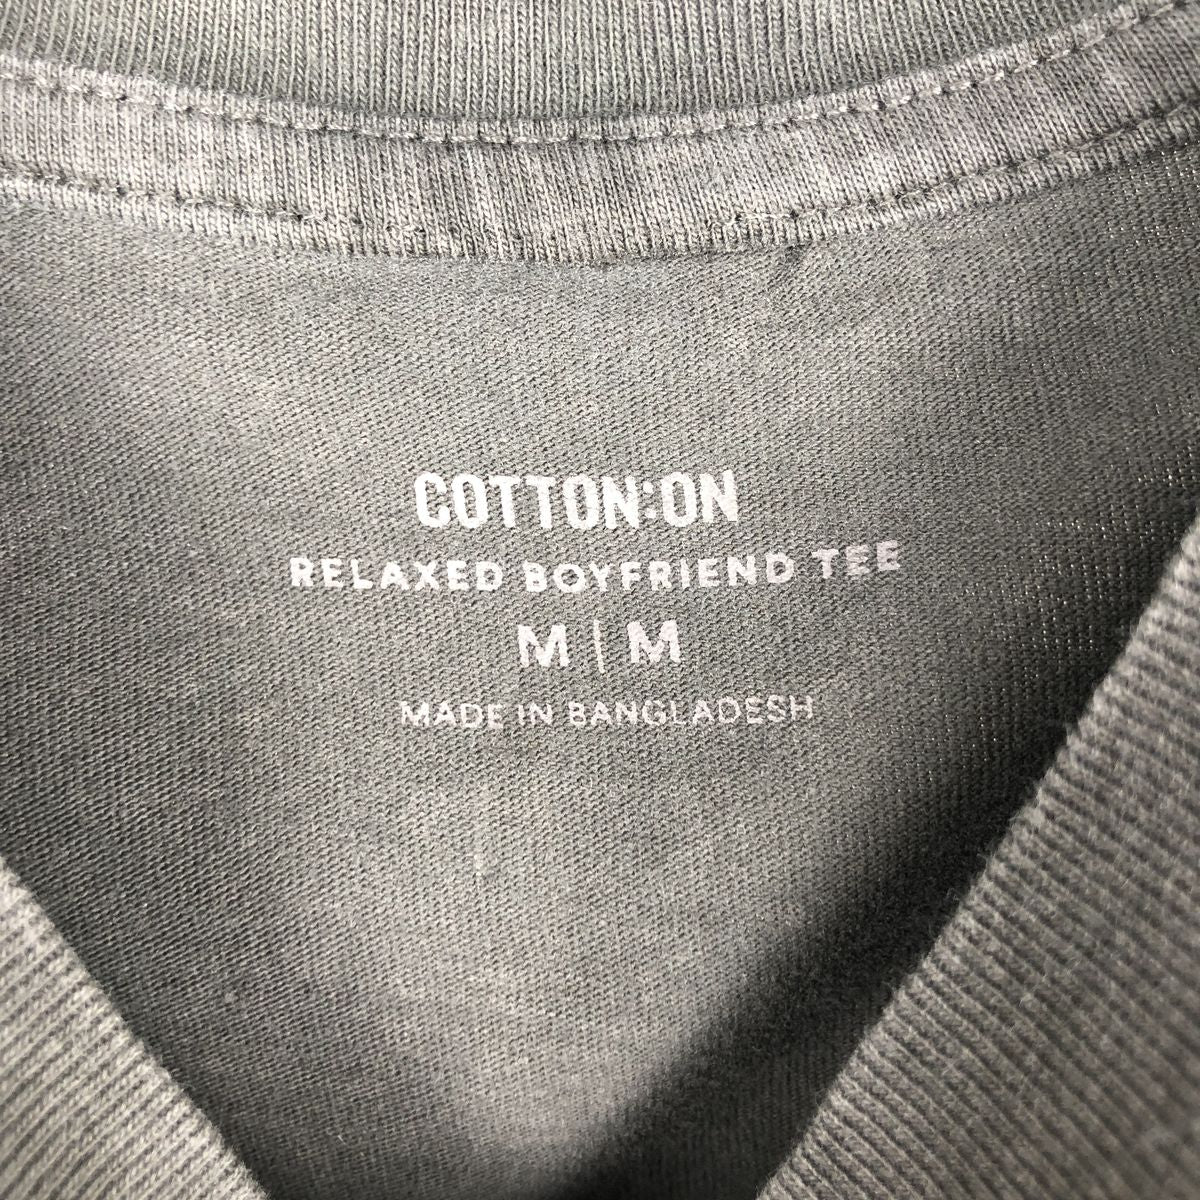 COTTON:ON
RELAXED BOYFRIEND TEE
M | M
MADE IN BANGLADESH